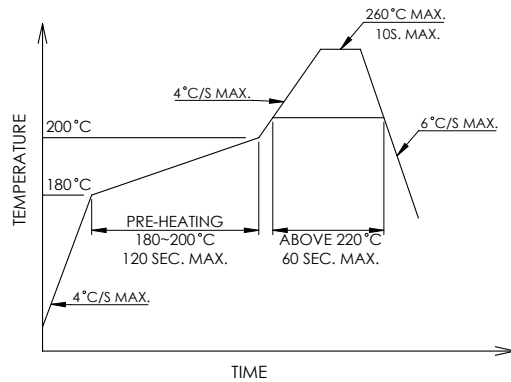 260°C MAX.
10S. MAX.
4°C/S MAX.
6°C/S MAX.
200°C
180°C
TEMPERATURE
PRE-HEATING
180~200°C
120 SEC. MAX.
ABOVE 220°C
60 SEC. MAX.
4°C/S MAX.
TIME